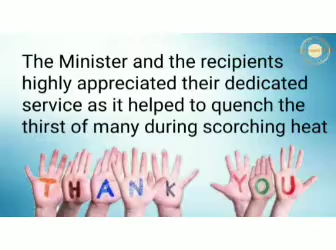 The Minister and the recipients
highly appreciated their dedicated
service as it helped to quench the
thirst of many during scorching heat
THANK YOU